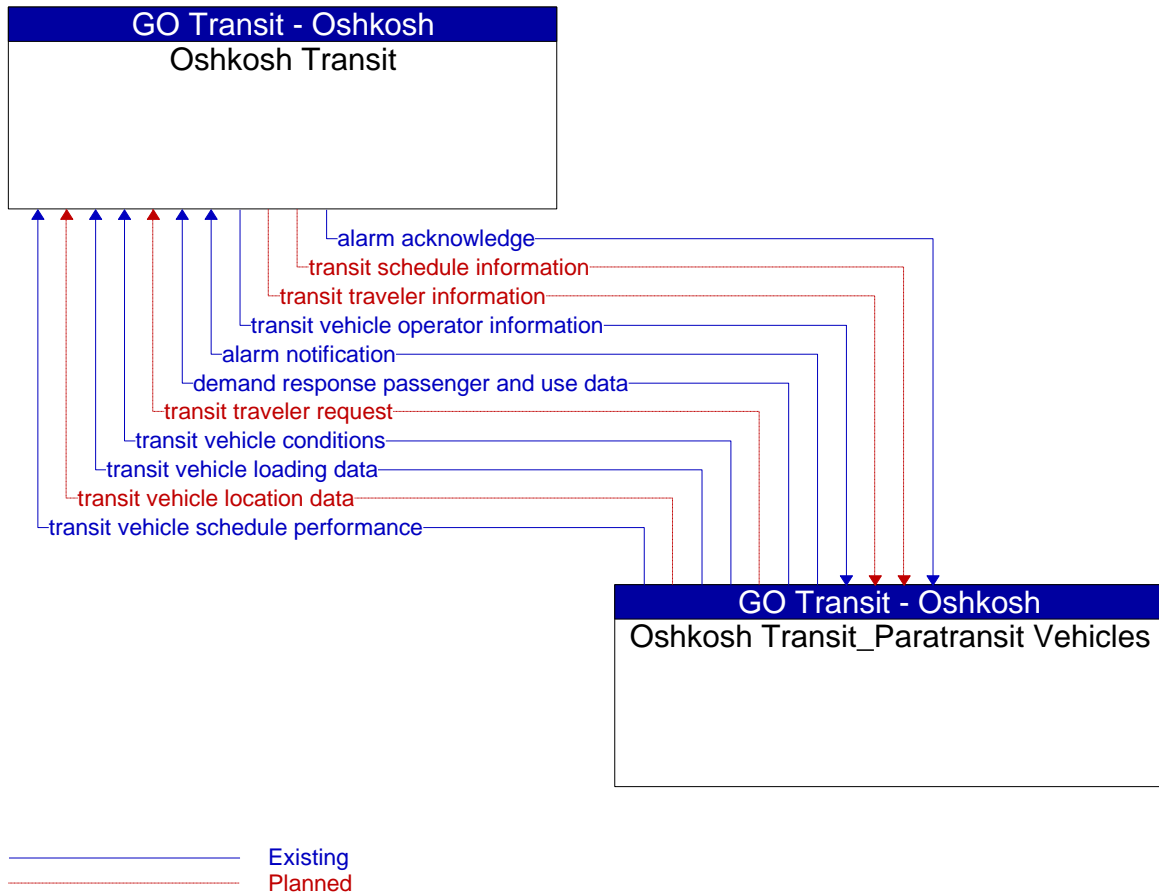 GO Transit - Oshkosh
Oshkosh Transit
alarm acknowledge
transit schedule information
transit traveler information
transit vehicle operator information
alarm notification
demand response passenger and use data
transit traveler request
transit vehicle conditions
transit vehicle loading data
transit vehicle location data
transit vehicle schedule performance
GO Transit - Oshkosh
Oshkosh Transit_Paratransit Vehicles
Existing
Planned